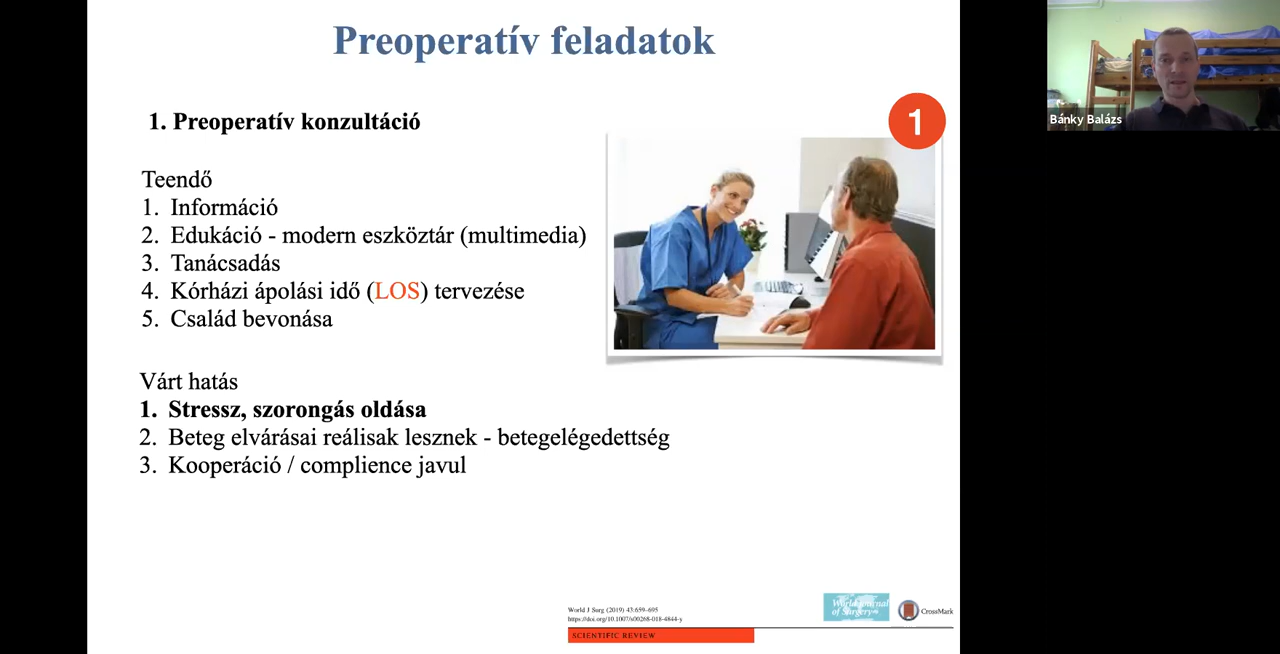 Preoperatív feladatok
1. Preoperatív konzultáció
1
Teendő
1. Információ
2. Edukáció - modern eszköztár (multimedia)
3. Tanácsadás
4. Kórházi ápolási idő (LOS) tervezése
5. Család bevonása
Várt hatás
1. Stressz, szorongás oldása
2. Beteg elvárásai reálisak lesznek - betegelégedettség
3. Kooperáció / complience javul
World J Surg (2019) 43:659–695
https://doi.org/10.1007/s00268-018-4844-y
SCIENTIFIC REVIEW
World Journal
of Surgery
CrossMark
Bánky Balázs